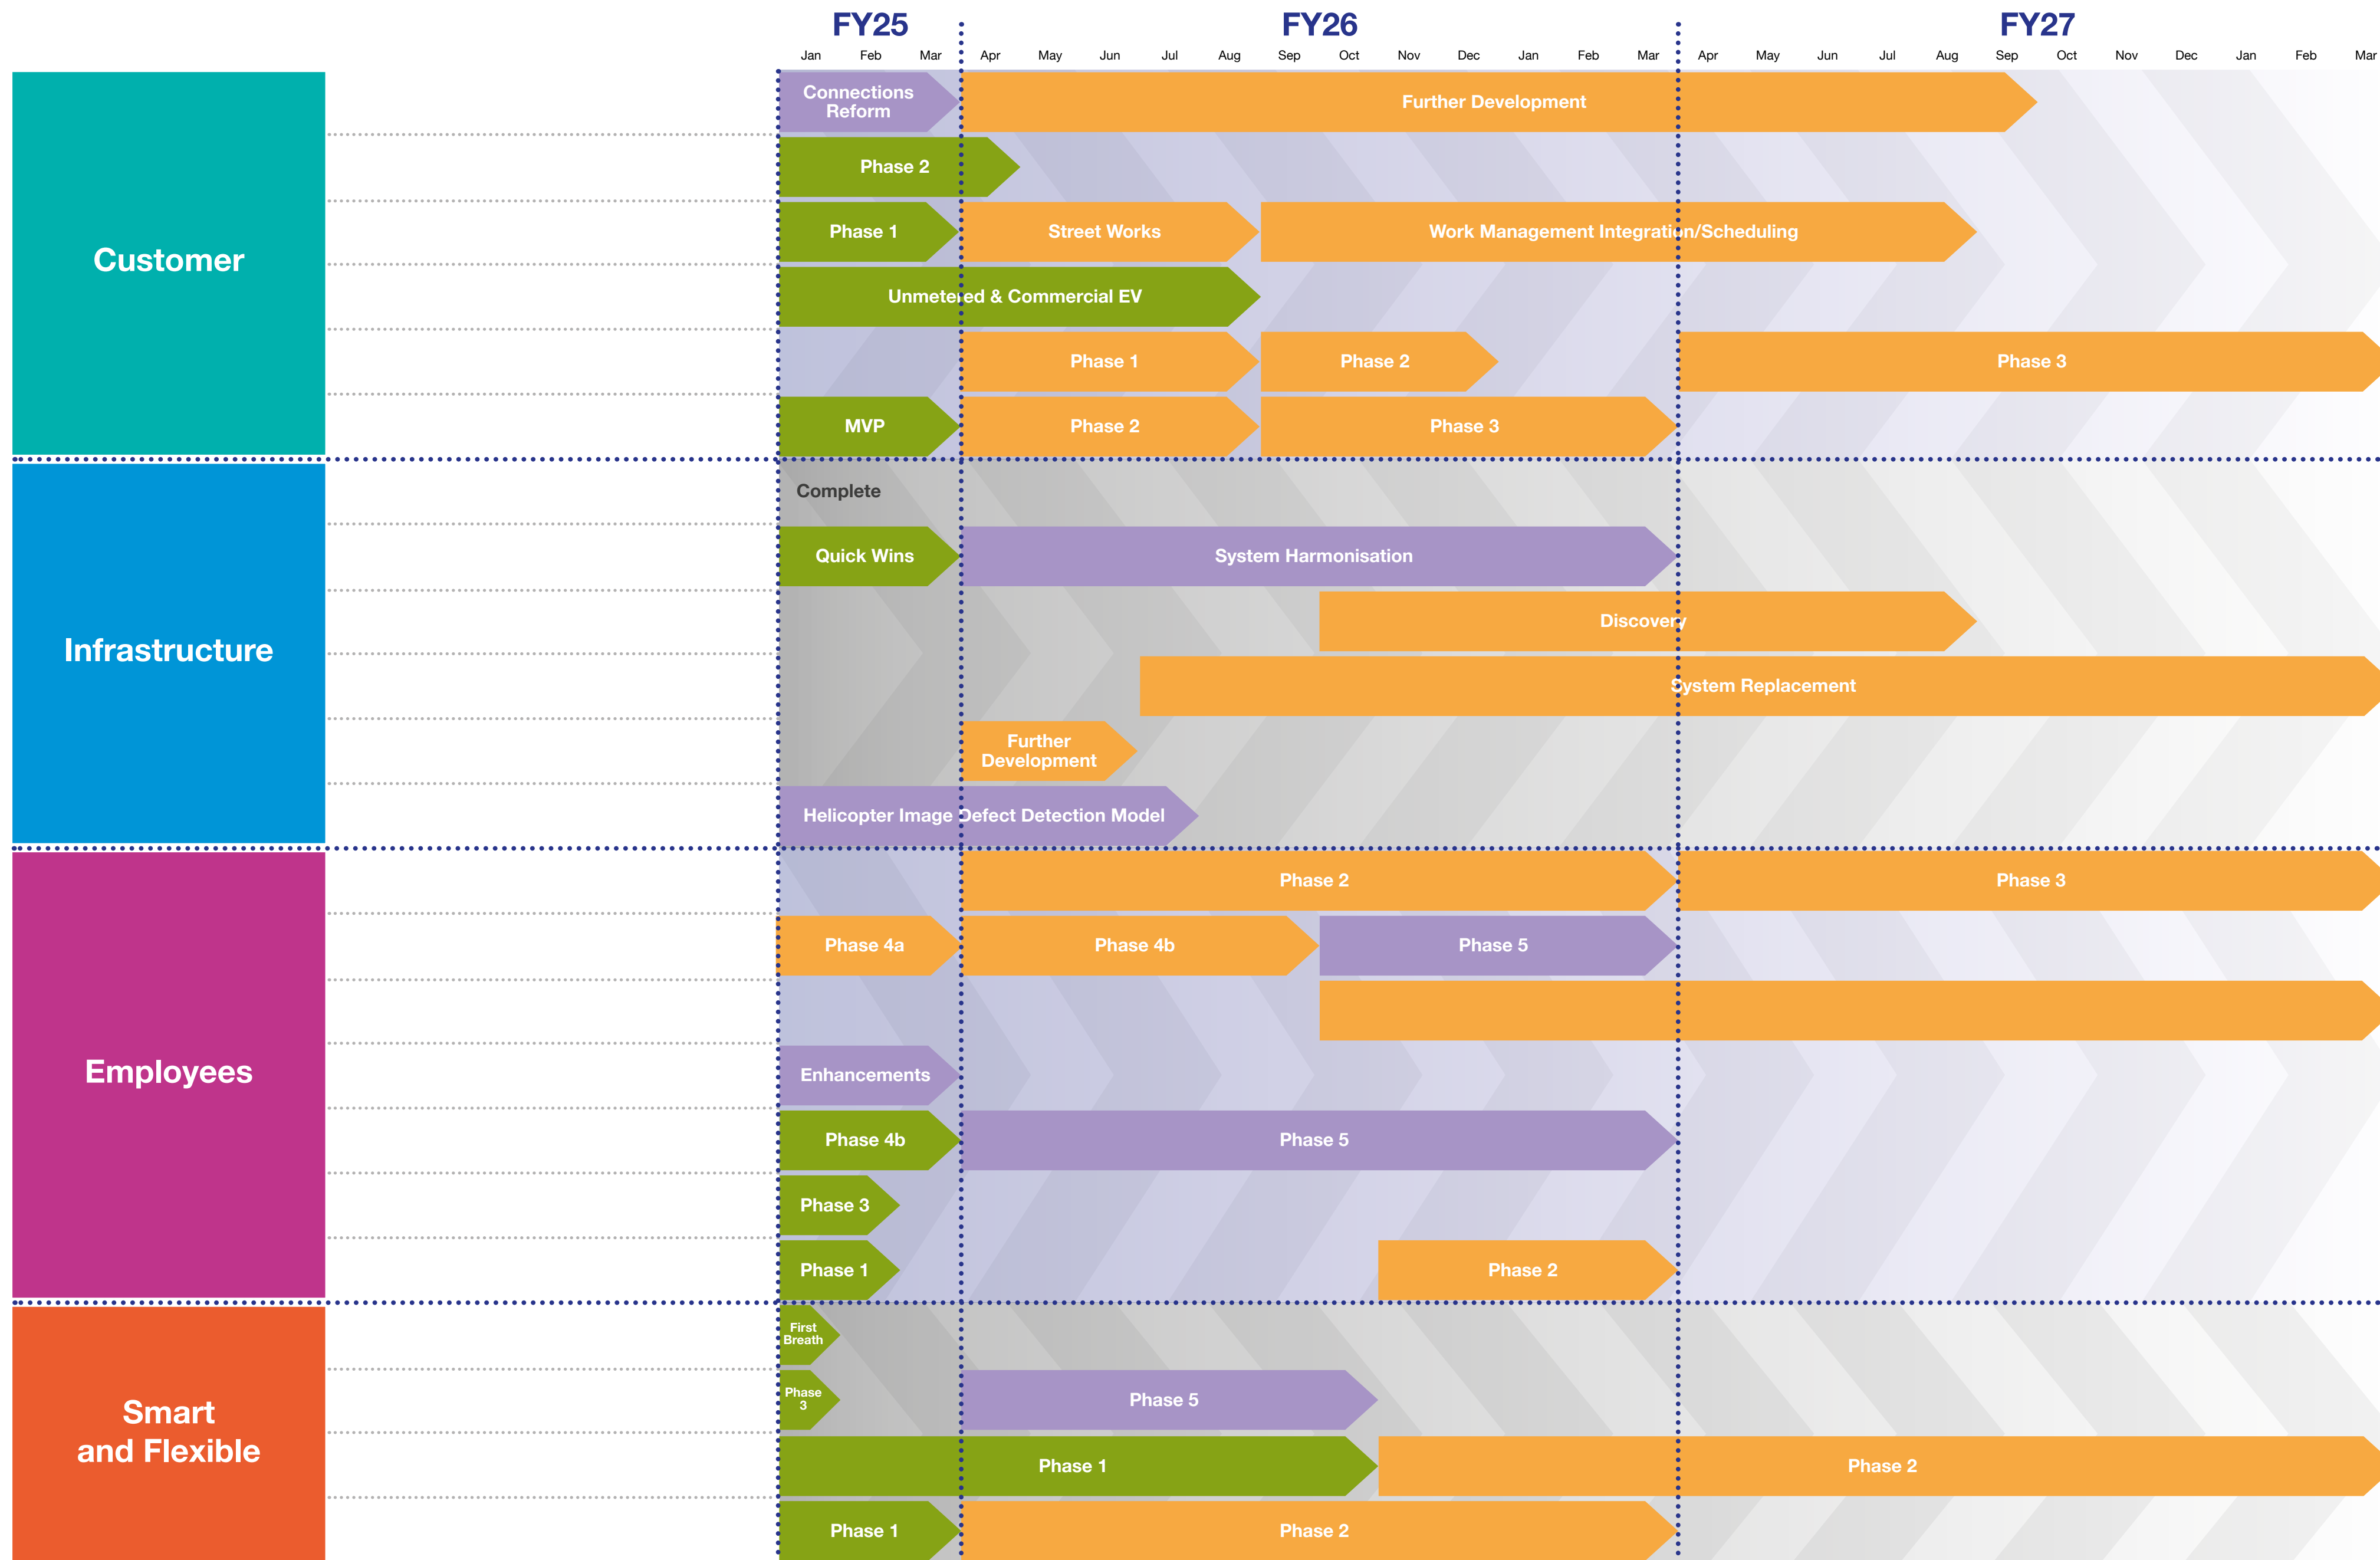 FY25 FY26 FY27
Jan Feb Mar Apr May Jun Jul Aug Sep Oct Nov Dec Jan Feb Mar Apr May Jun Jul Aug Sep Oct Nov Dec Jan Feb Mar
Customer
Connections
Reform
Further Development
Phase 2
Phase 1 Street Works Work Management Integration/Scheduling
Unmetered & Commercial EV
Phase 1 Phase 2 Phase 3
MVP Phase 2 Phase 3
Infrastructure
Complete
Quick Wins System Harmonisation
Discovery
System Replacement
Further
Development
Helicopter Image Defect Detection Model
Employees
Phase 2 Phase 3
Phase 4a Phase 4b Phase 5
Enhancements
Phase 4b Phase 5
Phase 3
Phase 1 Phase 2
Smart
and Flexible
First
Breath
Phase
3
Phase 5
Phase 1 Phase 2
Phase 1 Phase 2